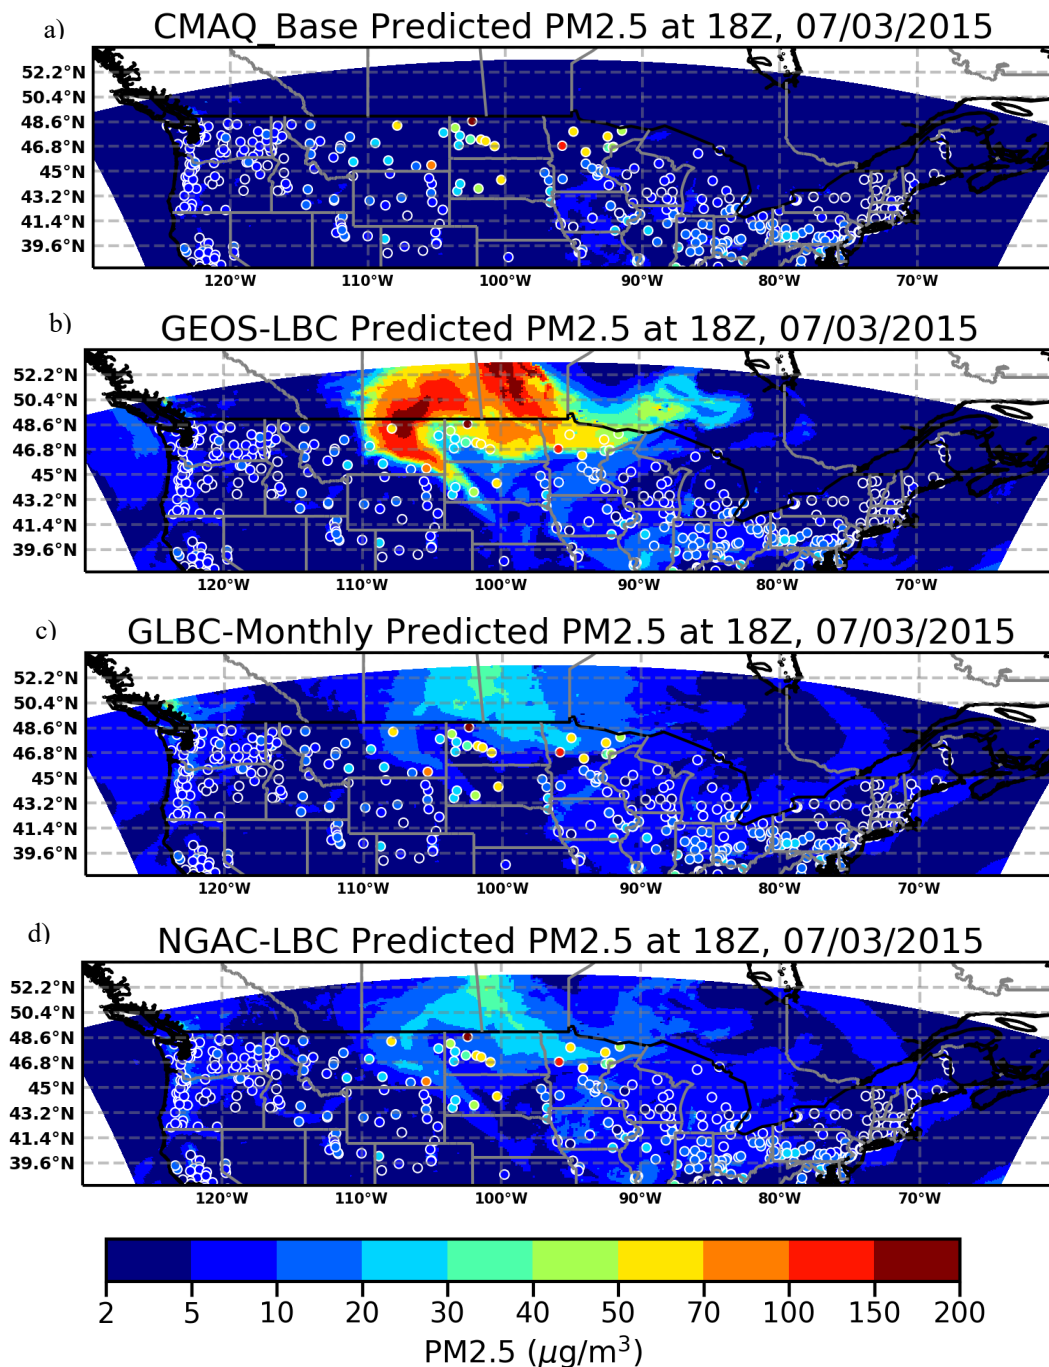 a)
CMAQ_Base Predicted PM2.5 at 18Z, 07/03/2015
52.2°N
50.4°N
48.6°N
46.8°N
45°N
43.2°N
41.4°N
39.6°N
120°W 110°W 100°W 90°W 80°W 70°W
b)
GEOS-LBC Predicted PM2.5 at 18Z, 07/03/2015
52.2°N
50.4°N
48.6°N
46.8°N
45°N
43.2°N
41.4°N
39.6°N
120°W 110°W 100°W 90°W 80°W 70°W
c)
GLBC-Monthly Predicted PM2.5 at 18Z, 07/03/2015
52.2°N
50.4°N
48.6°N
46.8°N
45°N
43.2°N
41.4°N
39.6°N
120°W 110°W 100°W 90°W 80°W 70°W
d)
NGAC-LBC Predicted PM2.5 at 18Z, 07/03/2015
52.2°N
50.4°N
48.6°N
46.8°N
45°N
43.2°N
41.4°N
39.6°N
120°W 110°W 100°W 90°W 80°W 70°W
2 5 10 20 30 40 50 70 100 150 200
PM2.5 (μg/m³)